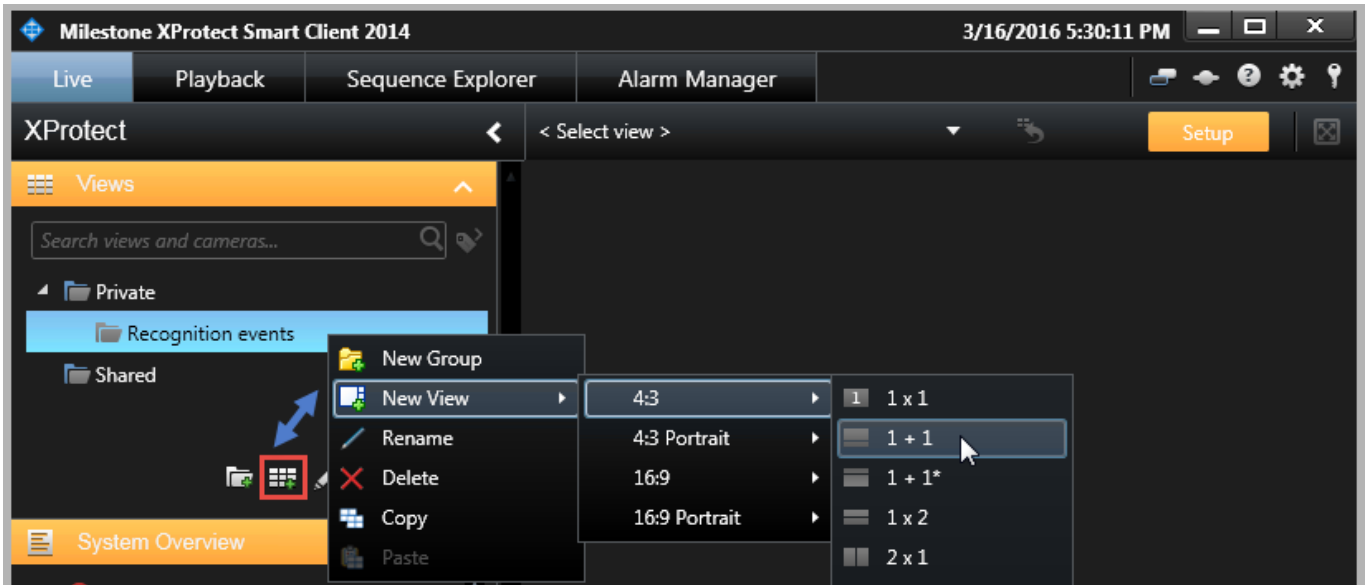 Milestone XProtect Smart Client 2014
3/16/2016 5:30:11 PM
Live
Playback
Sequence Explorer
Alarm Manager
XProtect
< Select view >
Setup
Views
Search views and cameras...
Private
Recognition events
Shared
New Group
New View
Rename
Delete
Copy
Paste
4:3
4:3 Portrait
16:9
16:9 Portrait
1 1 x 1
1 + 1
1 + 1*
1 x 2
2 x 1
System Overview